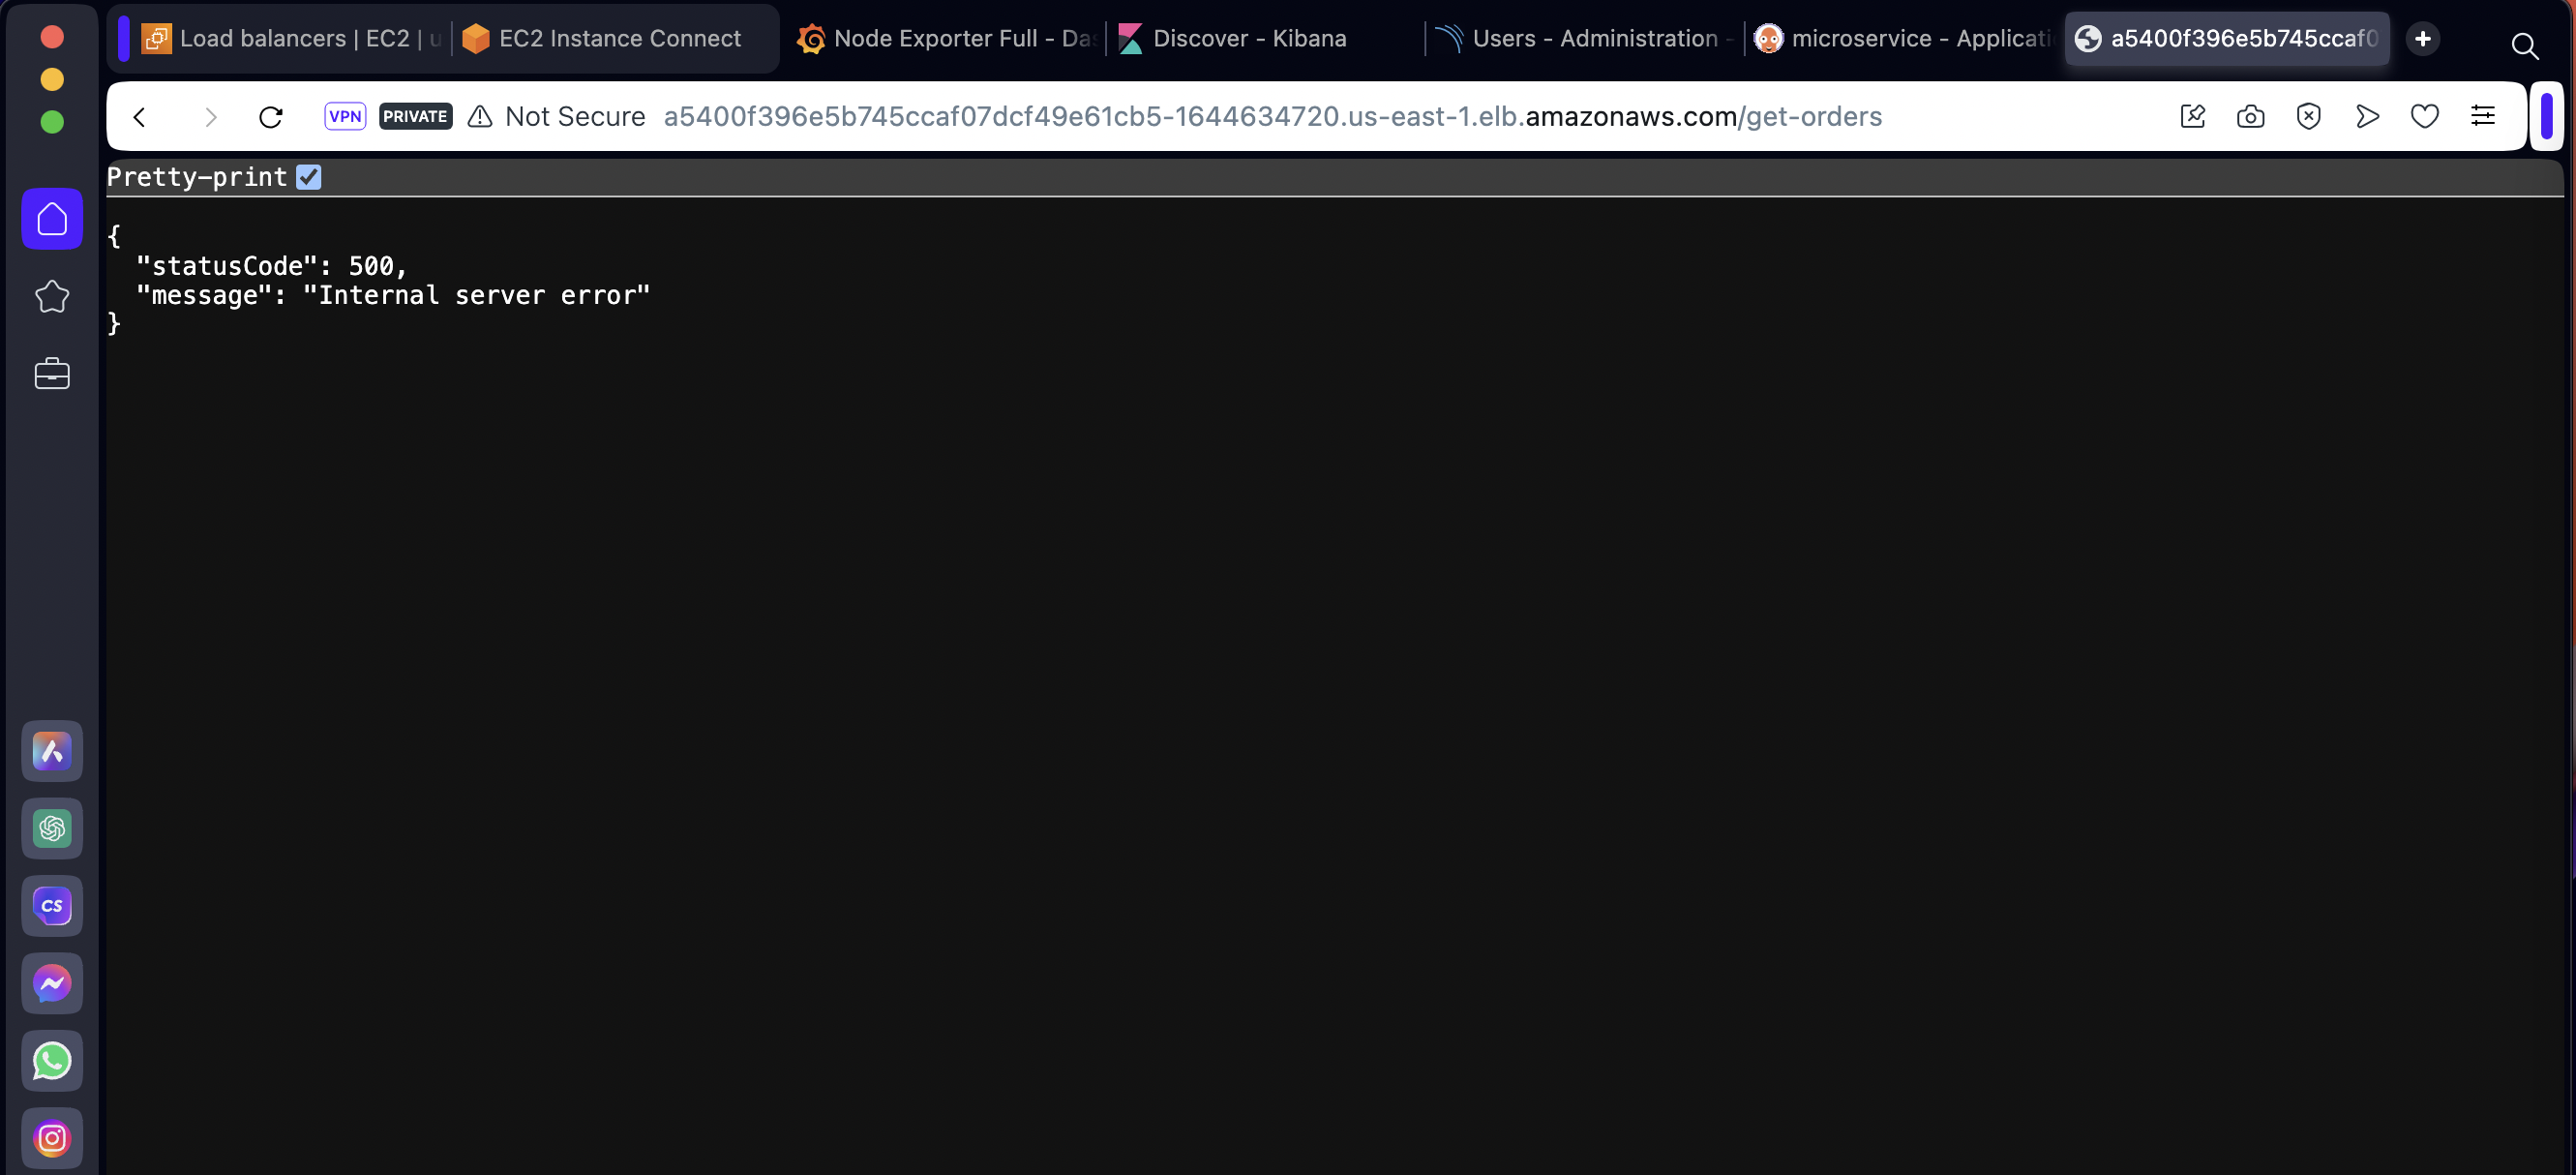 Load balancers | EC2 | u
EC2 Instance Connect
Node Exporter Full - Das
Discover - Kibana
Users - Administration -
microservice - Applicati
a5400f396e5b745ccaf0
VPN
PRIVATE
Not Secure
a5400f396e5b745ccaf07dcf49e61cb5-1644634720.us-east-1.elb.amazonaws.com/get-orders
Pretty-print
{
"statusCode": 500,
"message": "Internal server error"
}
CS